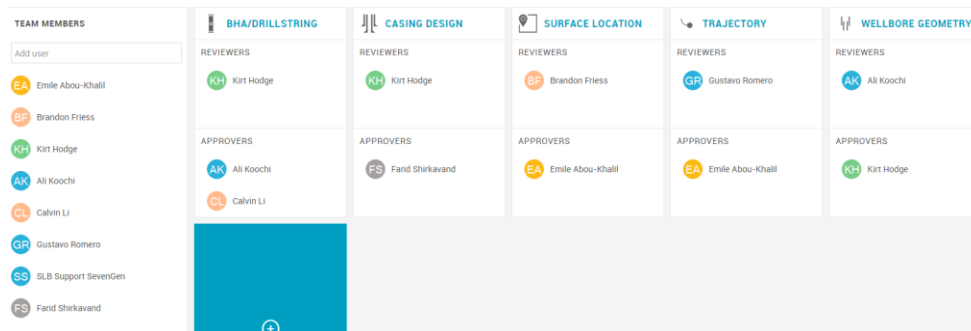 TEAM MEMBERS
Add user
EA Emile Abou-Khalil
BF Brandon Friess
KH Kirt Hodge
AK Ali Koochi
CL Calvin Li
GR Gustavo Romero
SS SLB Support SevenGen
FS Farid Shirkavand
BHA/DRILLSTRING
REVIEWERS
KH Kirt Hodge
APPROVERS
AK Ali Koochi
CL Calvin Li
CASING DESIGN
REVIEWERS
KH Kirt Hodge
APPROVERS
FS Farid Shirkavand
SURFACE LOCATION
REVIEWERS
BF Brandon Friess
APPROVERS
EA Emile Abou-Khalil
TRAJECTORY
REVIEWERS
GR Gustavo Romero
APPROVERS
EA Emile Abou-Khalil
WELLBORE GEOMETRY
REVIEWERS
AK Ali Koochi
APPROVERS
KH Kirt Hodge